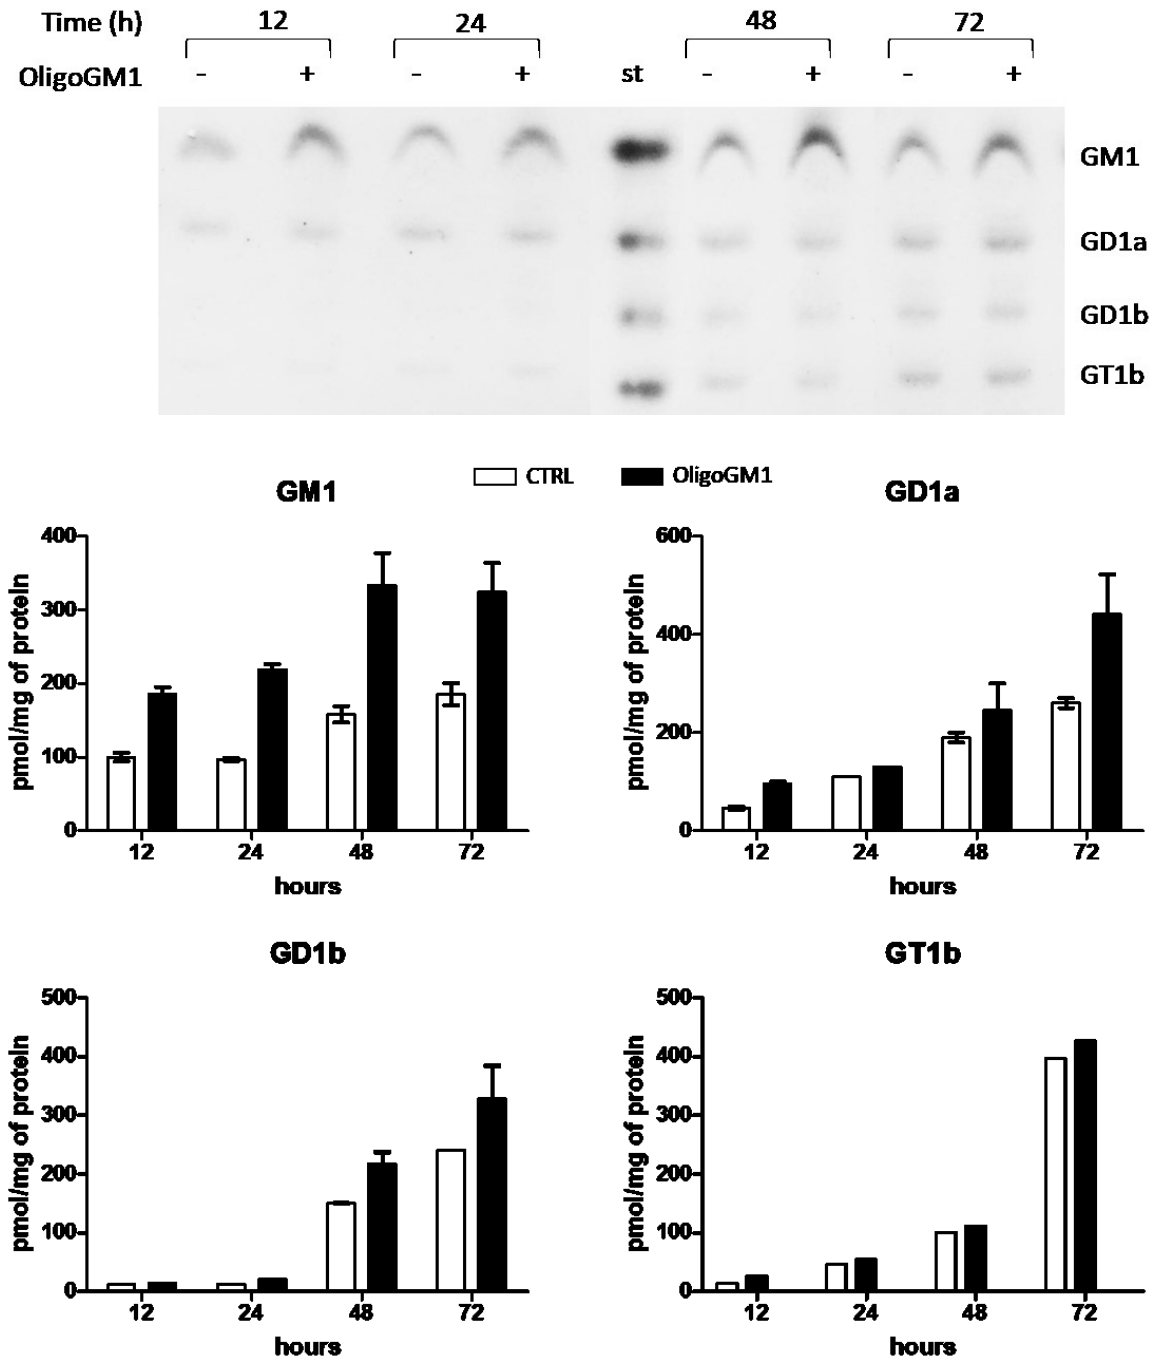 Time (h) 12 24 48 72
OligoGM1 - + - + st - + - +
GM1
GD1a
GD1b
GT1b
CTRL OligoGM1
GM1
400
300
200
100
0
pmol/mg of protein
12 24 48 72
hours
GD1a
600
400
200
0
pmol/mg of protein
12 24 48 72
hours
GD1b
500
400
300
200
100
0
pmol/mg of protein
12 24 48 72
hours
GT1b
500
400
300
200
100
0
pmol/mg of protein
12 24 48 72
hours